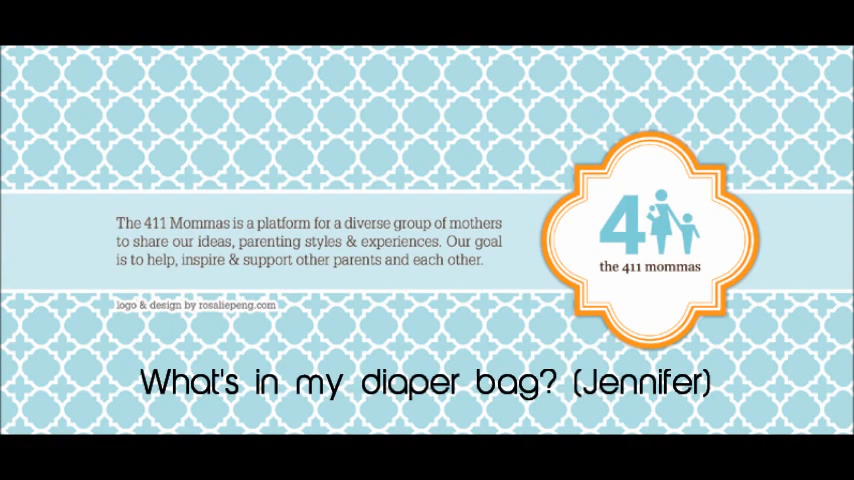 The 411 Mommas is a platform for a diverse group of mothers
to share our ideas, parenting styles & experiences. Our goal
is to help, inspire & support other parents and each other.
4
the 411 mommas
logo & design by rosaliepeng.com
What's in my diaper bag? (Jennifer)